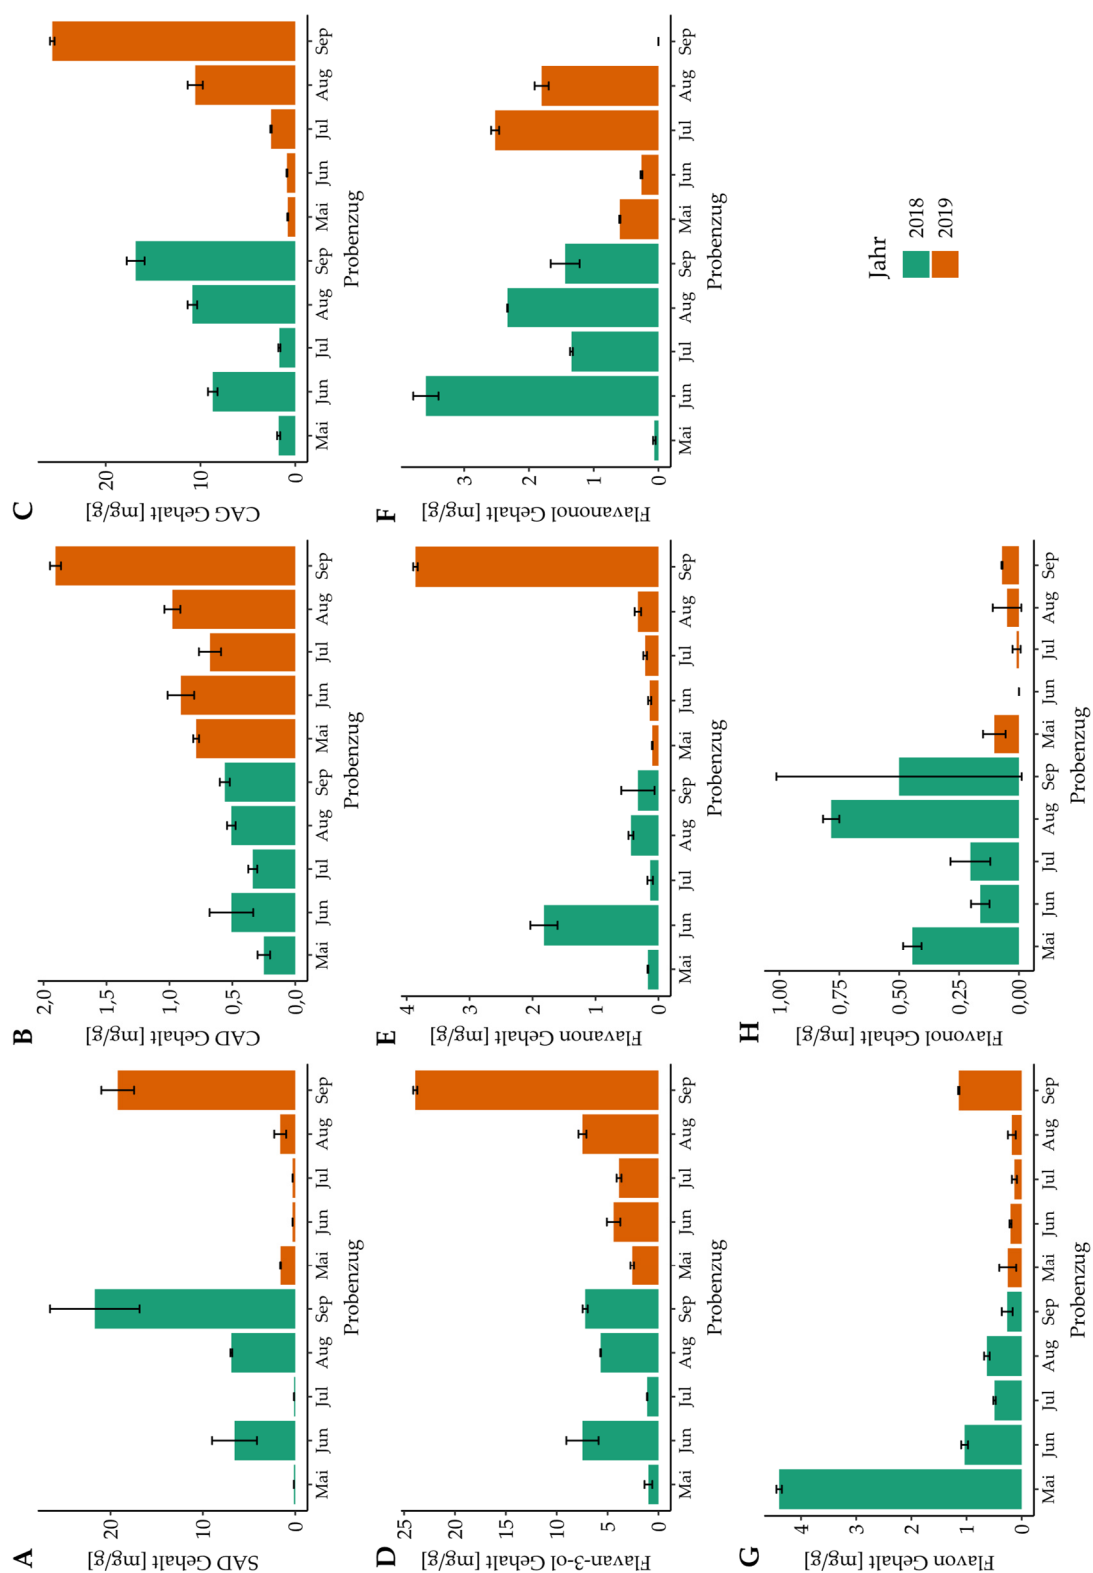 A
SAD Gehalt [mg/g]
20
10
0
Mai Jun Jul Aug Sep Mai Jun Jul Aug Sep
Probenzug
B
CAD Gehalt [mg/g]
2,0
1,5
1,0
0,5
0,0
Mai Jun Jul Aug Sep Mai Jun Jul Aug Sep
Probenzug
C
CAG Gehalt [mg/g]
20
10
0
Mai Jun Jul Aug Sep Mai Jun Jul Aug Sep
Probenzug
D
Flavan-3-ol Gehalt [mg/g]
25
20
15
10
5
0
Mai Jun Jul Aug Sep Mai Jun Jul Aug Sep
Probenzug
E
Flavanon Gehalt [mg/g]
4
3
2
1
0
Mai Jun Jul Aug Sep Mai Jun Jul Aug Sep
Probenzug
F
Flavanonol Gehalt [mg/g]
3
2
1
0
Mai Jun Jul Aug Sep Mai Jun Jul Aug Sep
Probenzug
G
Flavon Gehalt [mg/g]
4
3
2
1
0
Mai Jun Jul Aug Sep Mai Jun Jul Aug Sep
Probenzug
H
Flavonol Gehalt [mg/g]
1,00
0,75
0,50
0,25
0,00
Mai Jun Jul Aug Sep Mai Jun Jul Aug Sep
Probenzug
Jahr
2018
2019